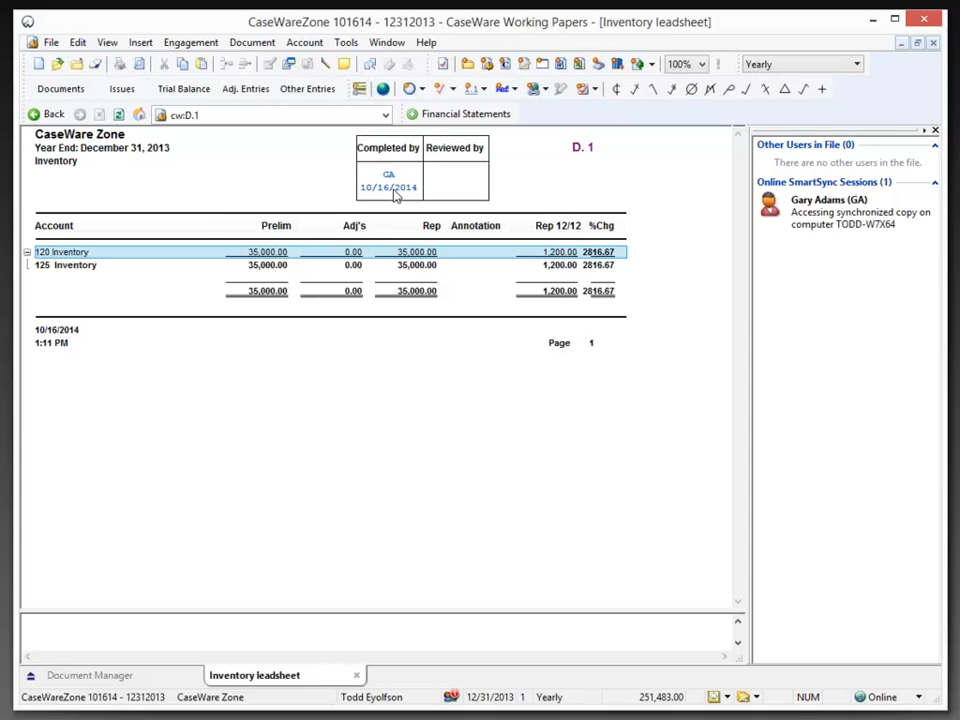 CaseWareZone 101614 - 12312013 - CaseWare Working Papers - [Inventory leadsheet]
File Edit View Insert Engagement Document Account Tools Window Help
100% Yearly
Documents Issues Trial Balance Adj. Entries Other Entries
Back cw:D.1 Financial Statements
CaseWare Zone
Year End: December 31, 2013
Inventory
Completed by Reviewed by
GA
10/16/2014
D. 1
Account Prelim Adj's Rep Annotation Rep 12/12 %Chg
120 Inventory 35,000.00 0.00 35,000.00 1,200.00 2816.67
125 Inventory 35,000.00 0.00 35,000.00 1,200.00 2816.67
35,000.00 0.00 35,000.00 1,200.00 2816.67
10/16/2014
1:11 PM Page 1
Other Users in File (0)
There are no other users in the file.
Online SmartSync Sessions (1)
Gary Adams (GA)
Accessing synchronized copy on
computer TODD-W7X64
Document Manager Inventory leadsheet
CaseWareZone 101614 - 12312013 CaseWare Zone Todd Eyolfson 12/31/2013 1 Yearly 251,483.00 NUM Online